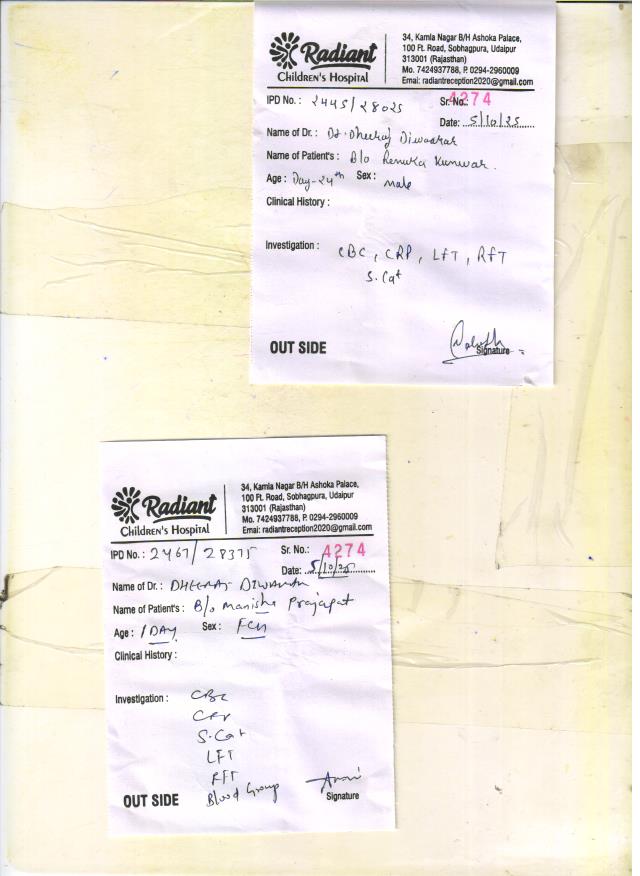 Radiant
CHILDREN'S HOSPITAL
34, Kamla Nagar B/H Ashoka Palace,
100 Ft. Road, Sobhagpura, Udaipur
313001 (Rajasthan)
Mo. 7424937788, P. 0294-2960009
Emai: radiantreception2020@gmail.com
IPD No.: 2445/28025 Sr. No.: 4274
Date: 5/10/25
Name of Dr.: Dr. Dheeraj Diwakar
Name of Patient's: B/o Renuka Kunwar.
Age: Day-24th Sex: male
Clinical History:
Investigation: CBC, CRP, LFT, RFT
S.Cal
OUT SIDE Signature
Radiant
CHILDREN'S HOSPITAL
34, Kamla Nagar B/H Ashoka Palace,
100 Ft. Road, Sobhagpura, Udaipur
313001 (Rajasthan)
Mo. 7424937788, P. 0294-2960009
Emai: radiantreception2020@gmail.com
IPD No.: 2467/28375 Sr. No.: 4274
Date: 5/10/25
Name of Dr.: DHEERAJ DIWAKAR
Name of Patient's: B/o Manisha Prajapat
Age: 1 DAY Sex: FCH
Clinical History:
Investigation: CBC
CRP
S.Cal
LFT
RFT
Blood Group
OUT SIDE Signature